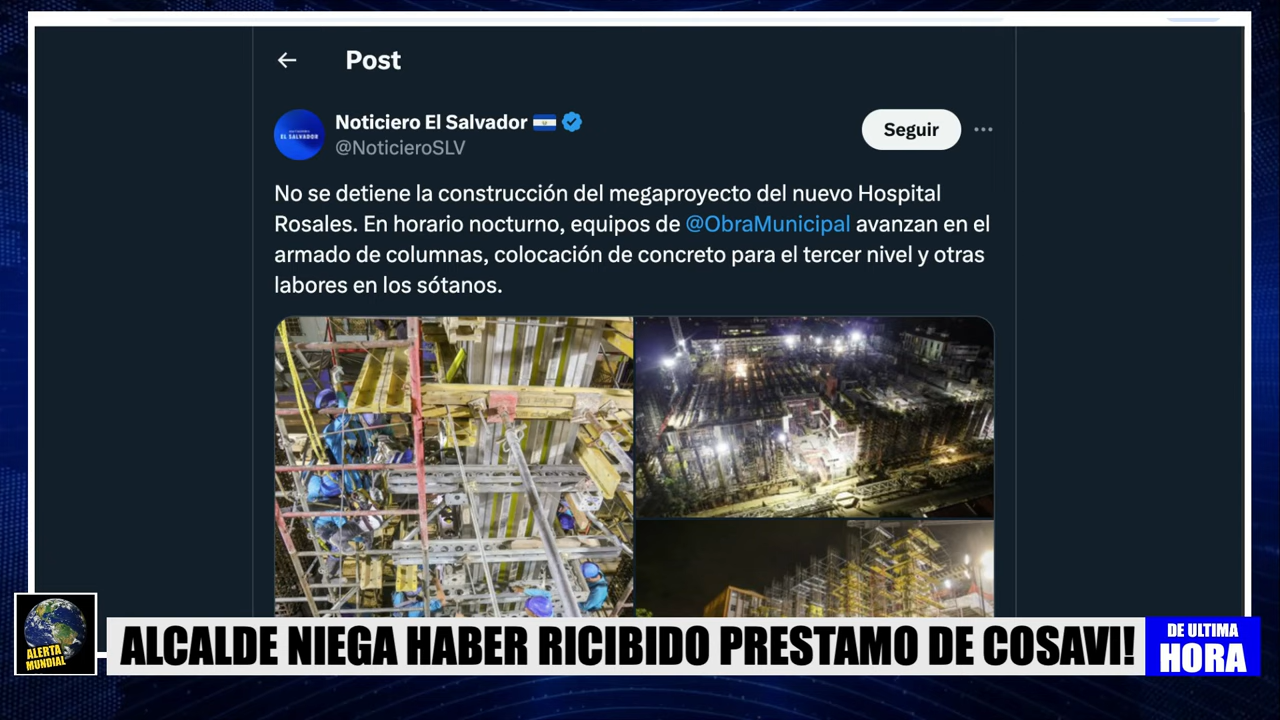 Post
Noticiero El Salvador
@NoticieroSLV
Seguir
EL SALVADOR
No se detiene la construcción del megaproyecto del nuevo Hospital
Rosales. En horario nocturno, equipos de @ObraMunicipal avanzan en el
armado de columnas, colocación de concreto para el tercer nivel y otras
labores en los sótanos.
ALERTA
MUNDIAL
ALCALDE NIEGA HABER RICIBIDO PRESTAMO DE COSAVI!
DE ULTIMA
HORA